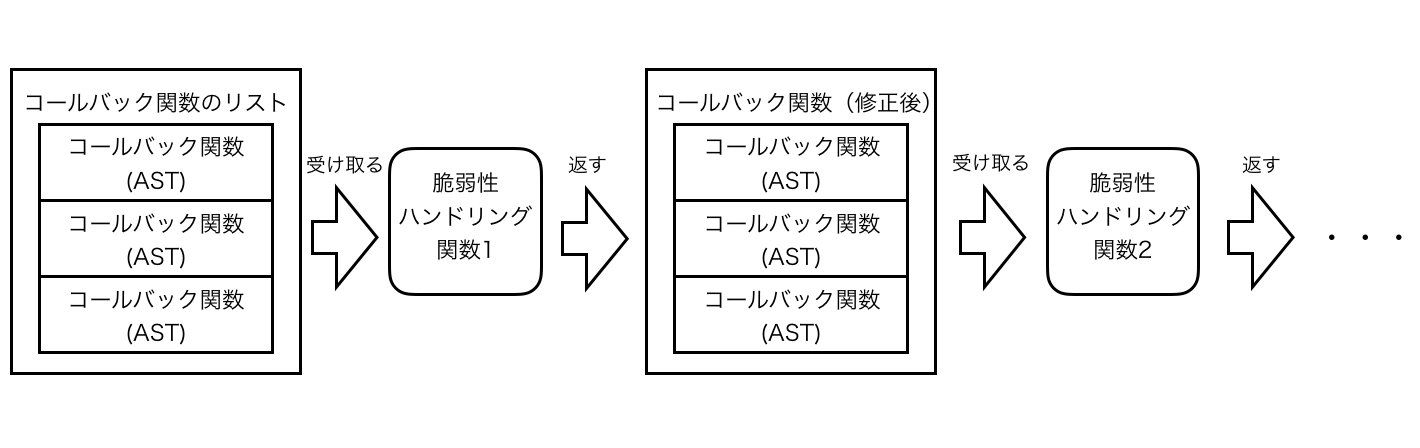 コールバック関数のリスト
コールバック関数
(AST)
コールバック関数
(AST)
コールバック関数
(AST)
受け取る
脆弱性
ハンドリング
関数1
返す
コールバック関数（修正後）
コールバック関数
(AST)
コールバック関数
(AST)
コールバック関数
(AST)
受け取る
脆弱性
ハンドリング
関数2
返す
・・・